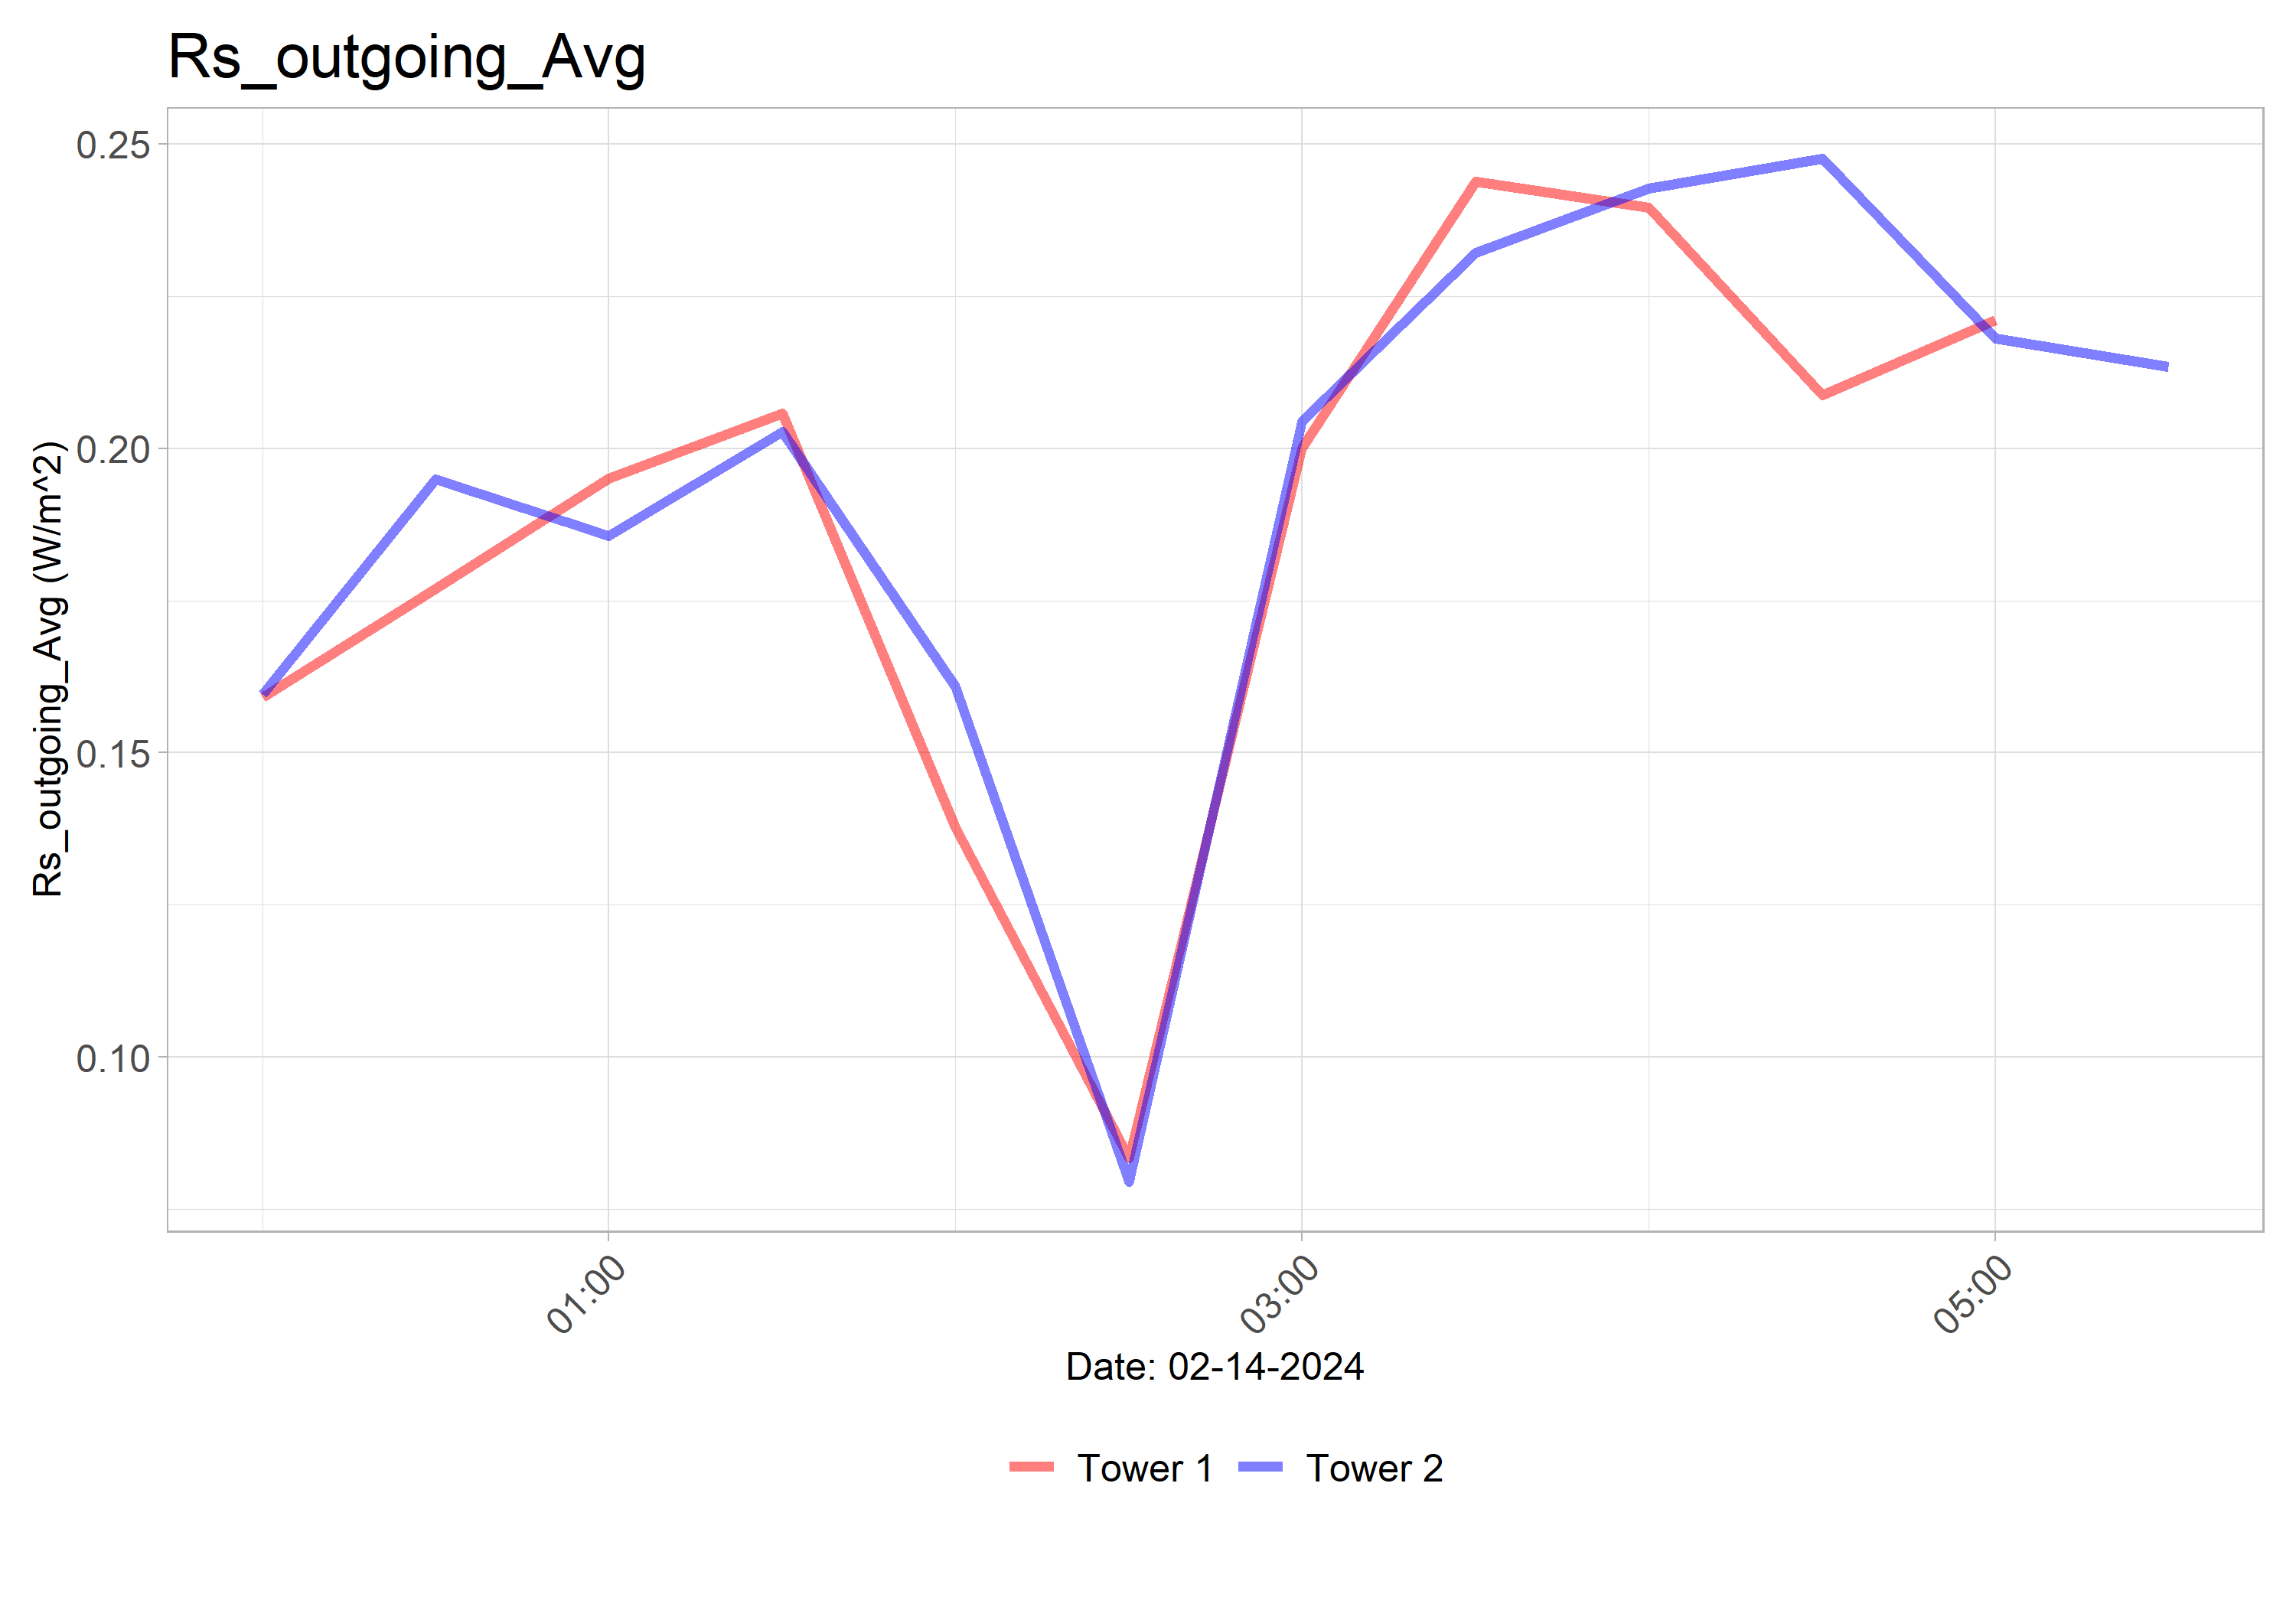 Rs_outgoing_Avg
Rs_outgoing_Avg (W/m^2)
0.25
0.20
0.15
0.10
01:00
03:00
05:00
Date: 02-14-2024
Tower 1
Tower 2